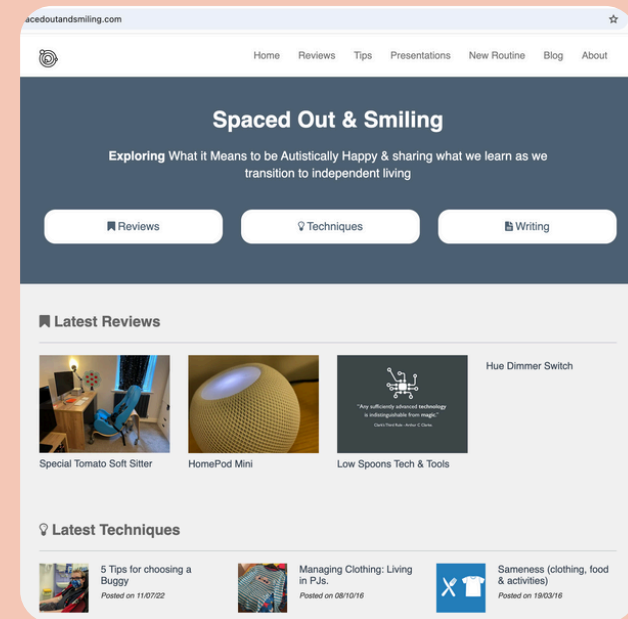 acedoutandsmiling.com
Home Reviews Tips Presentations New Routine Blog About
Spaced Out & Smiling
Exploring What it Means to be Autistically Happy & sharing what we learn as we
transition to independent living
Reviews
Techniques
Writing
Latest Reviews
Special Tomato Soft Sitter
HomePod Mini
"Any sufficiently advanced technology
is indistinguishable from magic."
Low Spoons Tech & Tools
Hue Dimmer Switch
Latest Techniques
5 Tips for choosing a
Buggy
Posted on 11/07/22
Managing Clothing: Living
in PJs.
Posted on 08/10/16
Sameness (clothing, food
& activities)
Posted on 19/03/16